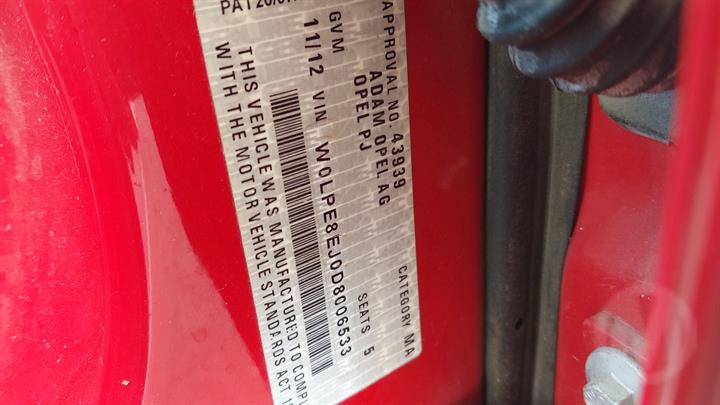 APPROVAL NO. 43939 CATEGORY MA
ADAM OPEL AG
OPEL PJ SEATS 5
GVM
11/12 VIN W0LPE8EJ0D8006533
THIS VEHICLE WAS MANUFACTURED TO COMPL
WITH THE MOTOR VEHICLE STANDARDS ACT